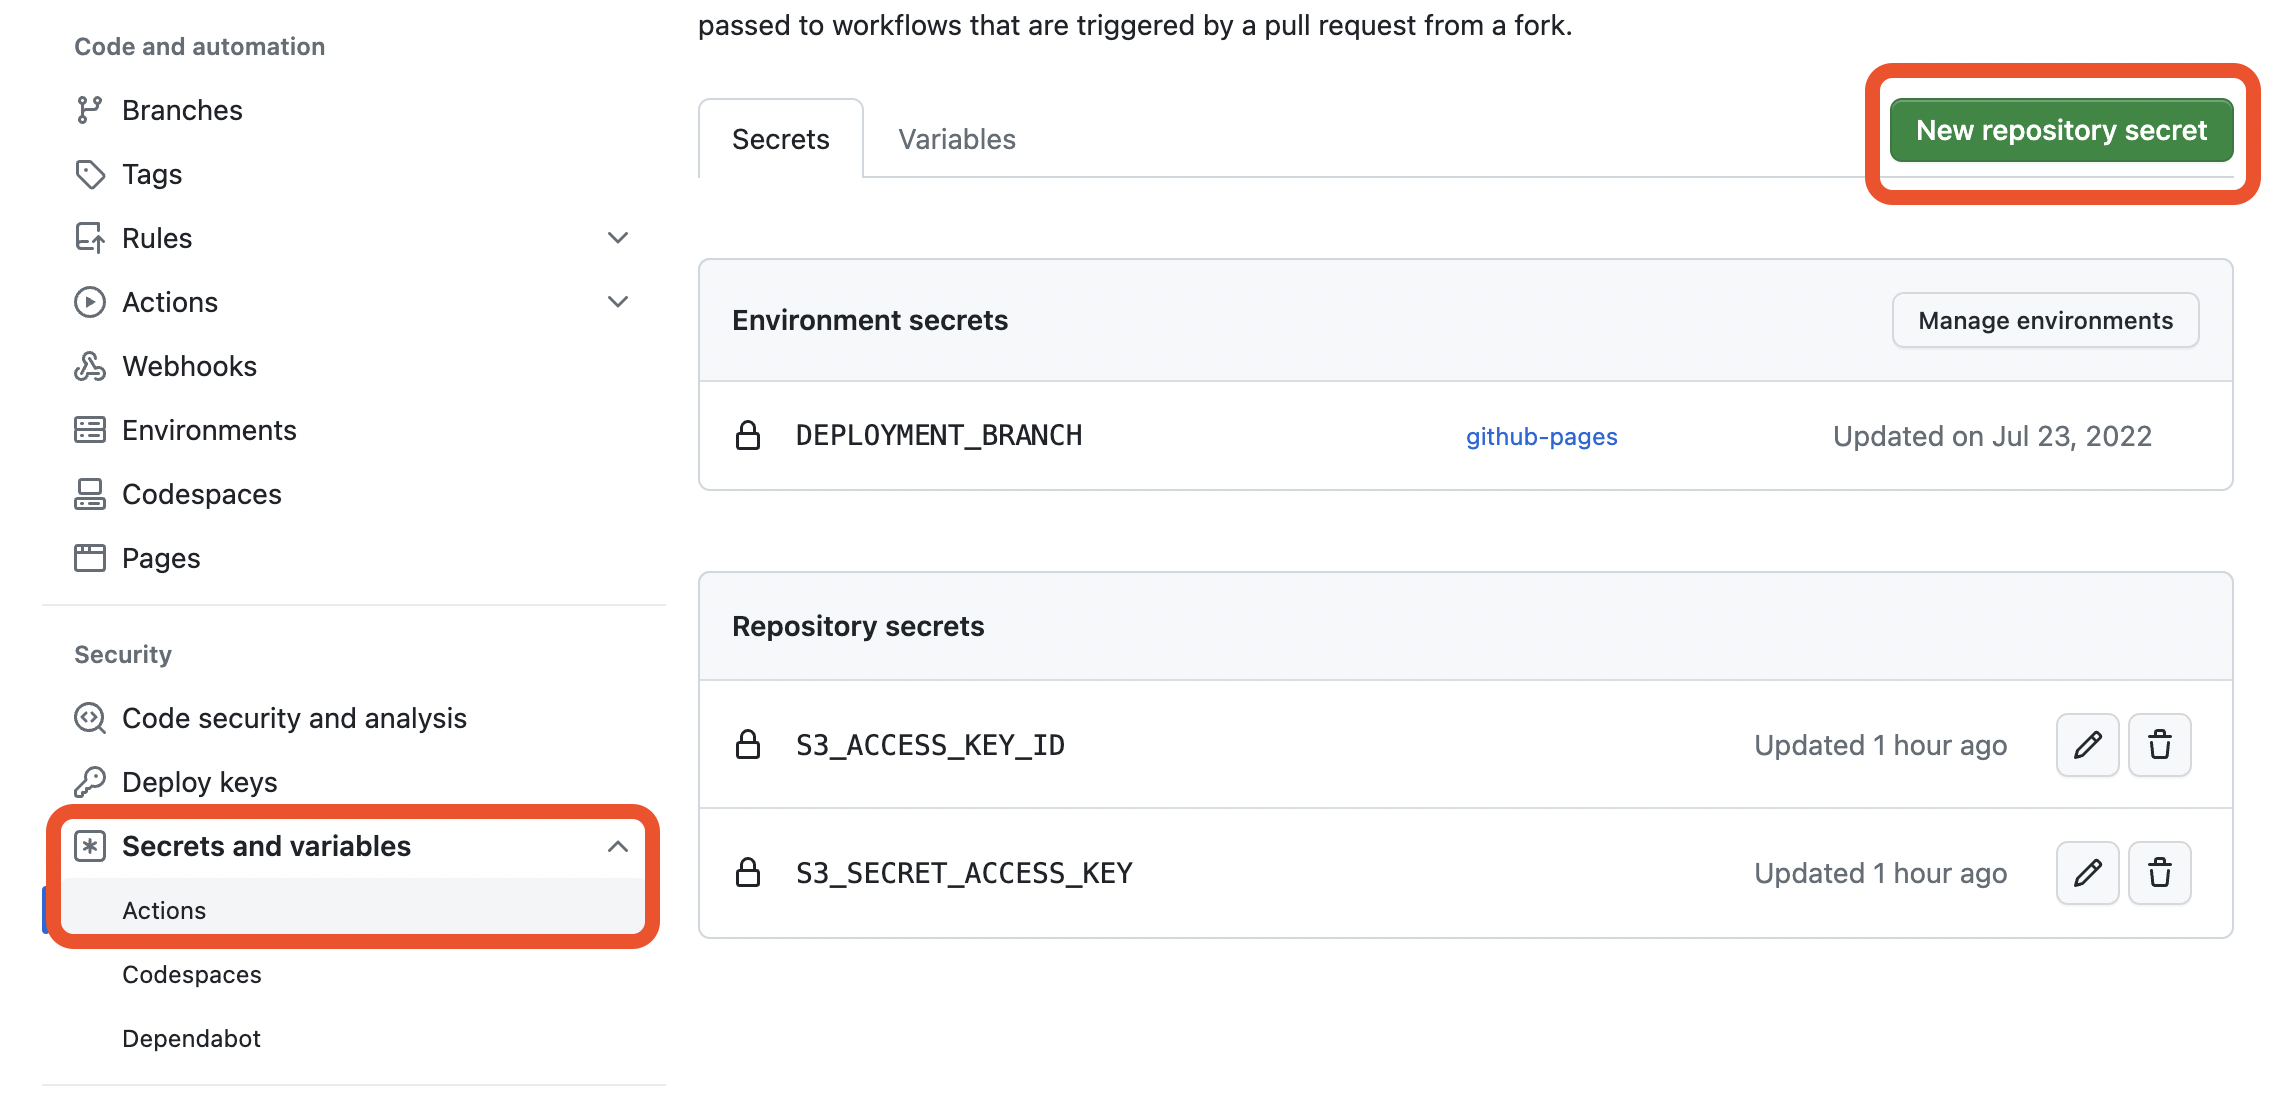 Code and automation
Branches
Tags
Rules
Actions
Webhooks
Environments
Codespaces
Pages
Security
Code security and analysis
Deploy keys
Secrets and variables
Actions
Codespaces
Dependabot
passed to workflows that are triggered by a pull request from a fork.
Secrets Variables New repository secret
Environment secrets Manage environments
DEPLOYMENT_BRANCH github-pages Updated on Jul 23, 2022
Repository secrets
S3_ACCESS_KEY_ID Updated 1 hour ago
S3_SECRET_ACCESS_KEY Updated 1 hour ago